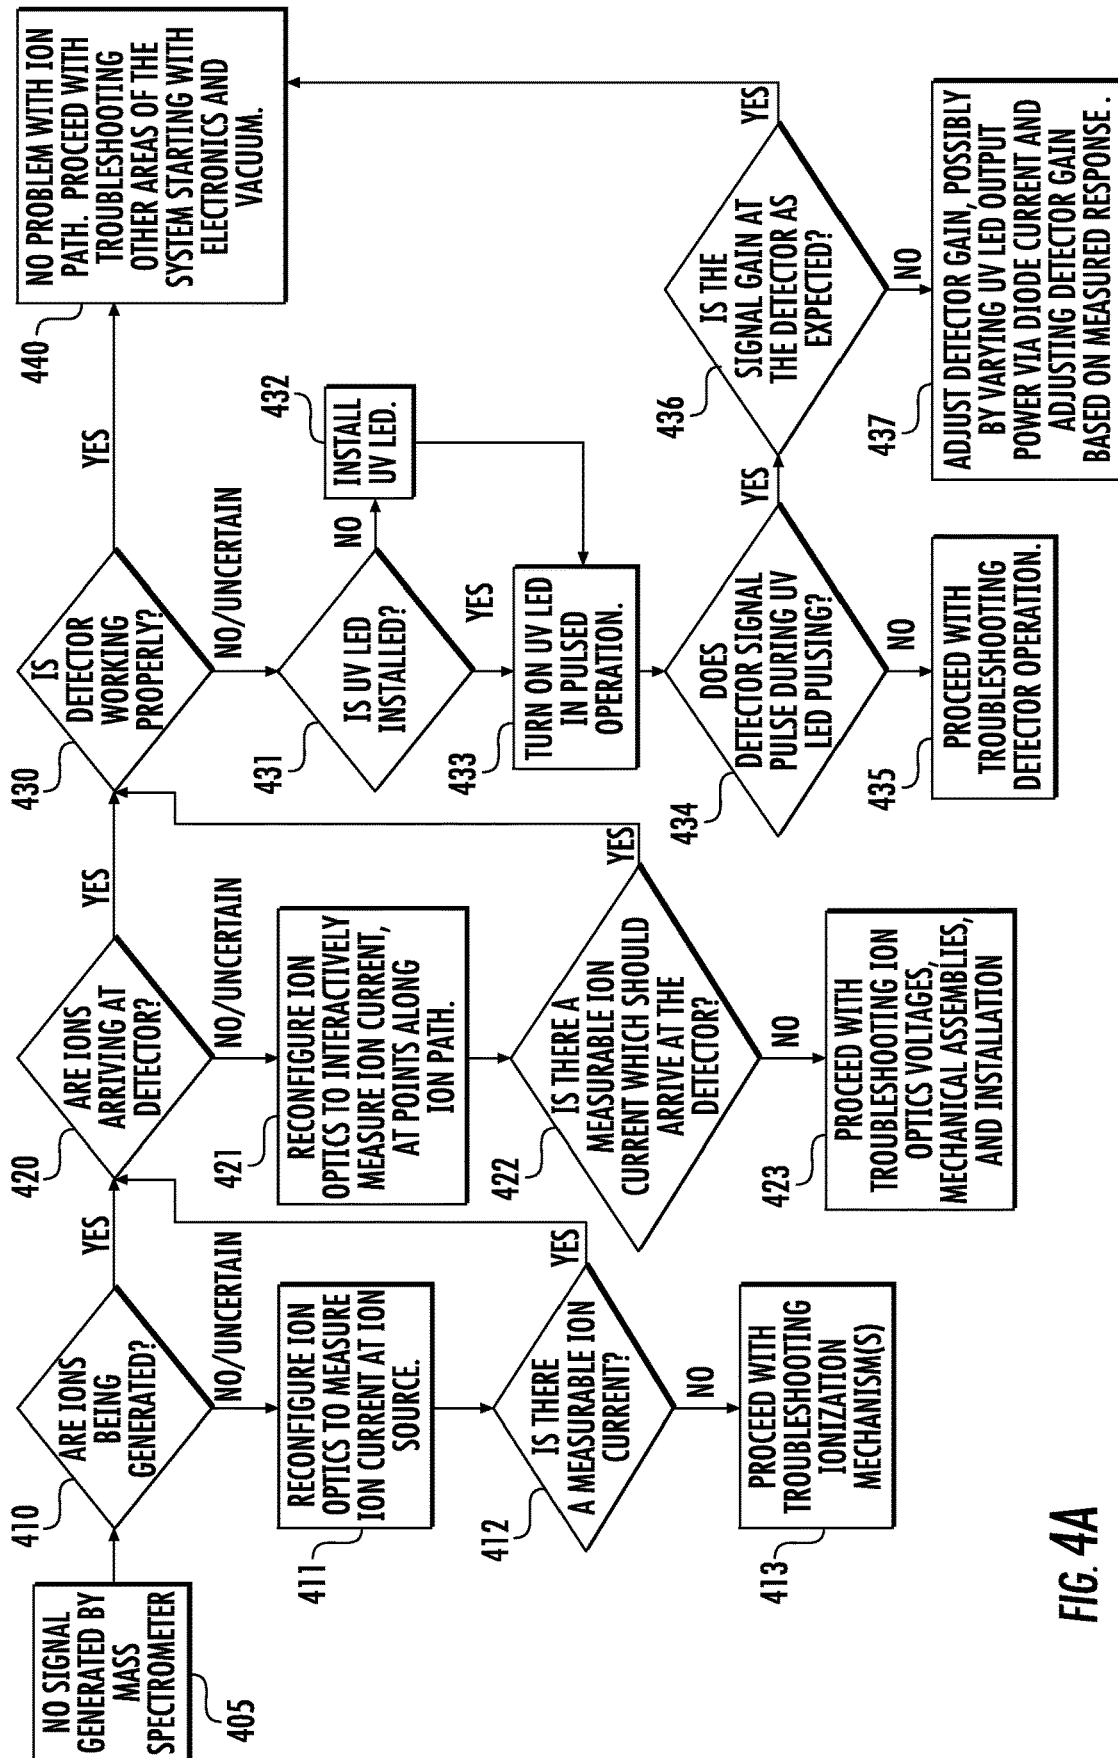 NO SIGNAL
GENERATED BY
MASS
SPECTROMETER
405
410
ARE IONS
BEING
GENERATED?
YES
NO/UNCERTAIN
RECONFIGURE ION
OPTICS TO MEASURE
ION CURRENT AT ION
SOURCE.
411
IS THERE
A MEASURABLE ION
CURRENT?
412
YES
NO
PROCEED WITH
TROUBLESHOOTING
IONIZATION
MECHANISM(S)
413
420
ARE IONS
ARRIVING AT
DETECTOR?
YES
NO/UNCERTAIN
421
RECONFIGURE ION
OPTICS TO INTERACTIVELY
MEASURE ION CURRENT,
AT POINTS ALONG
ION PATH.
422
IS THERE A
MEASURABLE ION
CURRENT WHICH SHOULD
ARRIVE AT THE
DETECTOR?
YES
NO
423
PROCEED WITH
TROUBLESHOOTING ION
OPTICS VOLTAGES,
MECHANICAL ASSEMBLIES,
AND INSTALLATION
430
IS
DETECTOR
WORKING
PROPERLY?
YES
NO/UNCERTAIN
431
IS UV LED
INSTALLED?
NO
YES
432
INSTALL
UV LED.
433
TURN ON UV LED
IN PULSED
OPERATION.
434
DOES
DETECTOR SIGNAL
PULSE DURING UV
LED PULSING?
YES
NO
435
PROCEED WITH
TROUBLESHOOTING
DETECTOR OPERATION.
436
IS THE
SIGNAL GAIN AT
THE DETECTOR AS
EXPECTED?
YES
NO
437
ADJUST DETECTOR GAIN, POSSIBLY
BY VARYING UV LED OUTPUT
POWER VIA DIODE CURRENT AND
ADJUSTING DETECTOR GAIN
BASED ON MEASURED RESPONSE .
440
NO PROBLEM WITH ION
PATH. PROCEED WITH
TROUBLESHOOTING
OTHER AREAS OF THE
SYSTEM STARTING WITH
ELECTRONICS AND
VACUUM.
FIG. 4A